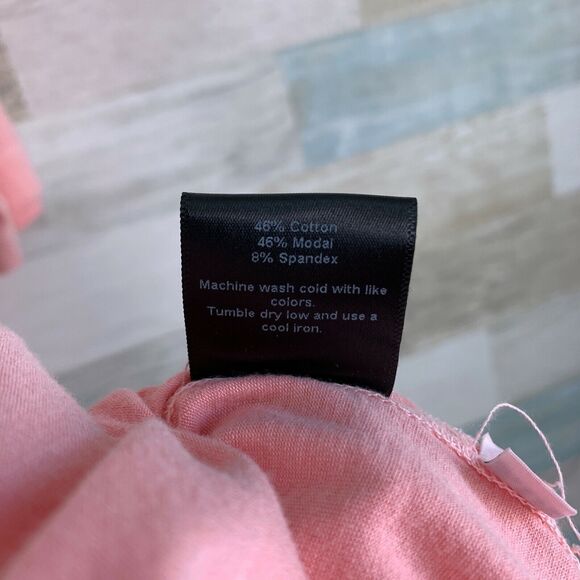 46% Cotton
46% Modal
8% Spandex
Machine wash cold with like
colors.
Tumble dry low and use a
cool iron.